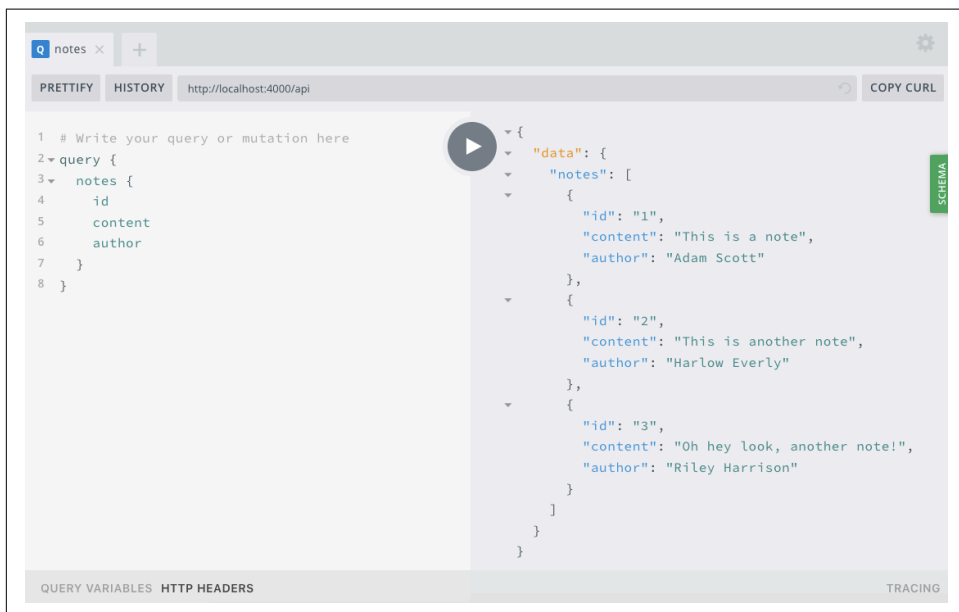 Q notes × +
PRETTIFY HISTORY http://localhost:4000/api COPY CURL
1 # Write your query or mutation here
2 query {
3 notes {
4 id
5 content
6 author
7 }
8 }
{
"data": {
"notes": [
{
"id": "1",
"content": "This is a note",
"author": "Adam Scott"
},
{
"id": "2",
"content": "This is another note",
"author": "Harlow Everly"
},
{
"id": "3",
"content": "Oh hey look, another note!",
"author": "Riley Harrison"
}
]
}
}
SCHEMA
QUERY VARIABLES HTTP HEADERS TRACING